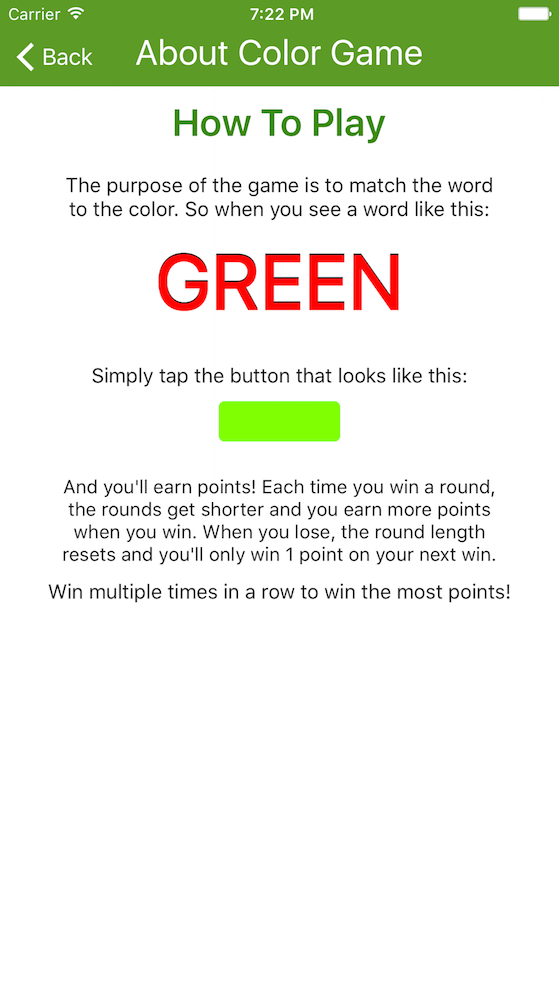 Carrier 7:22 PM
Back About Color Game
How To Play
The purpose of the game is to match the word
to the color. So when you see a word like this:
GREEN
Simply tap the button that looks like this:
And you'll earn points! Each time you win a round,
the rounds get shorter and you earn more points
when you win. When you lose, the round length
resets and you'll only win 1 point on your next win.
Win multiple times in a row to win the most points!